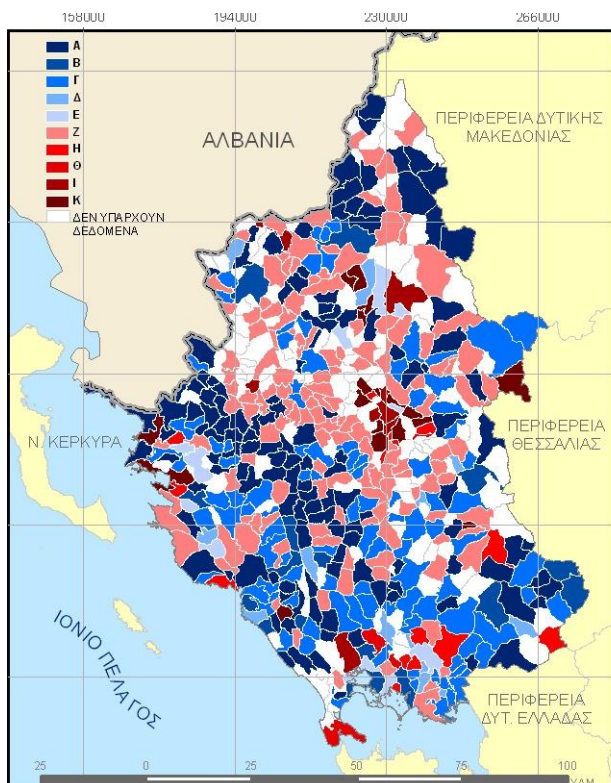 158000 194000 230000 266000
Α
Β
Γ
Δ
Ε
Ζ
Η
Θ
Ι
Κ
ΔΕΝ ΥΠΑΡΧΟΥΝ
ΔΕΔΟΜΕΝΑ
ΑΛΒΑΝΙΑ
ΠΕΡΙΦΕΡΕΙΑ ΔΥΤΙΚΗΣ
ΜΑΚΕΔΟΝΙΑΣ
Ν. ΚΕΡΚΥΡΑ
ΠΕΡΙΦΕΡΕΙΑ
ΘΕΣΣΑΛΙΑΣ
ΙΟΝΙΟ ΠΕΛΑΓΟΣ
ΠΕΡΙΦΕΡΕΙΑ
ΔΥΤ. ΕΛΛΑΔΑΣ
25 0 25 50 75 100